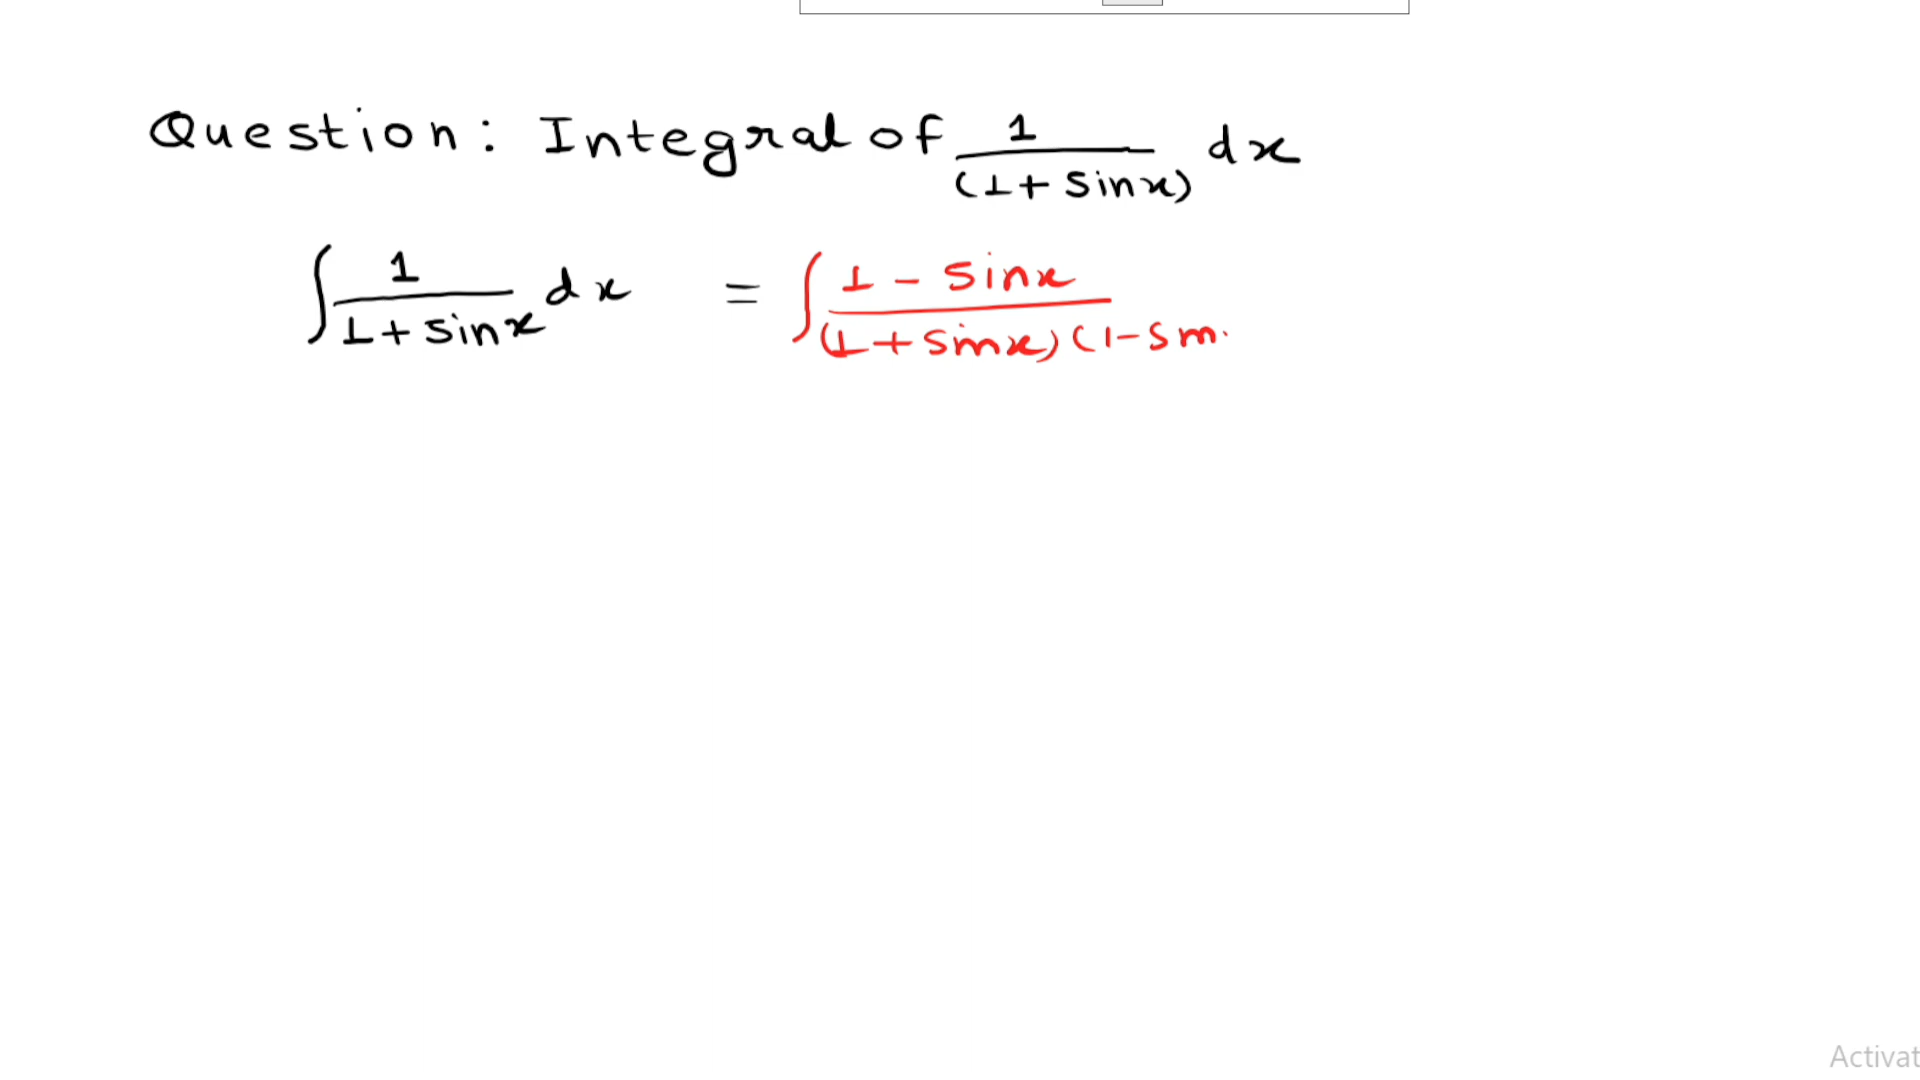 Question: Integral of 1/(1+sinx) dx
∫ 1/1+sinx dx = ∫ 1-sinx/(1+sinx)(1-sin
Activat